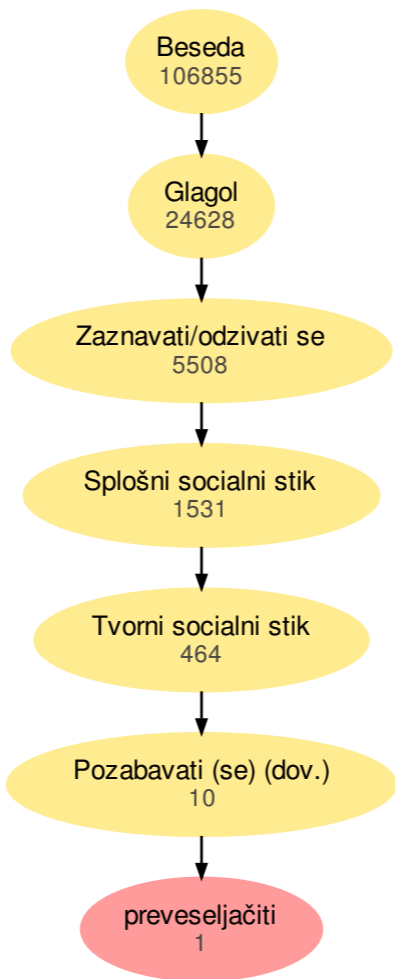 Beseda
106855
Glagol
24628
Zaznavati/odzivati se
5508
Splošni socialni stik
1531
Tvorni socialni stik
464
Pozabavati (se) (dov.)
10
preveseljačiti
1